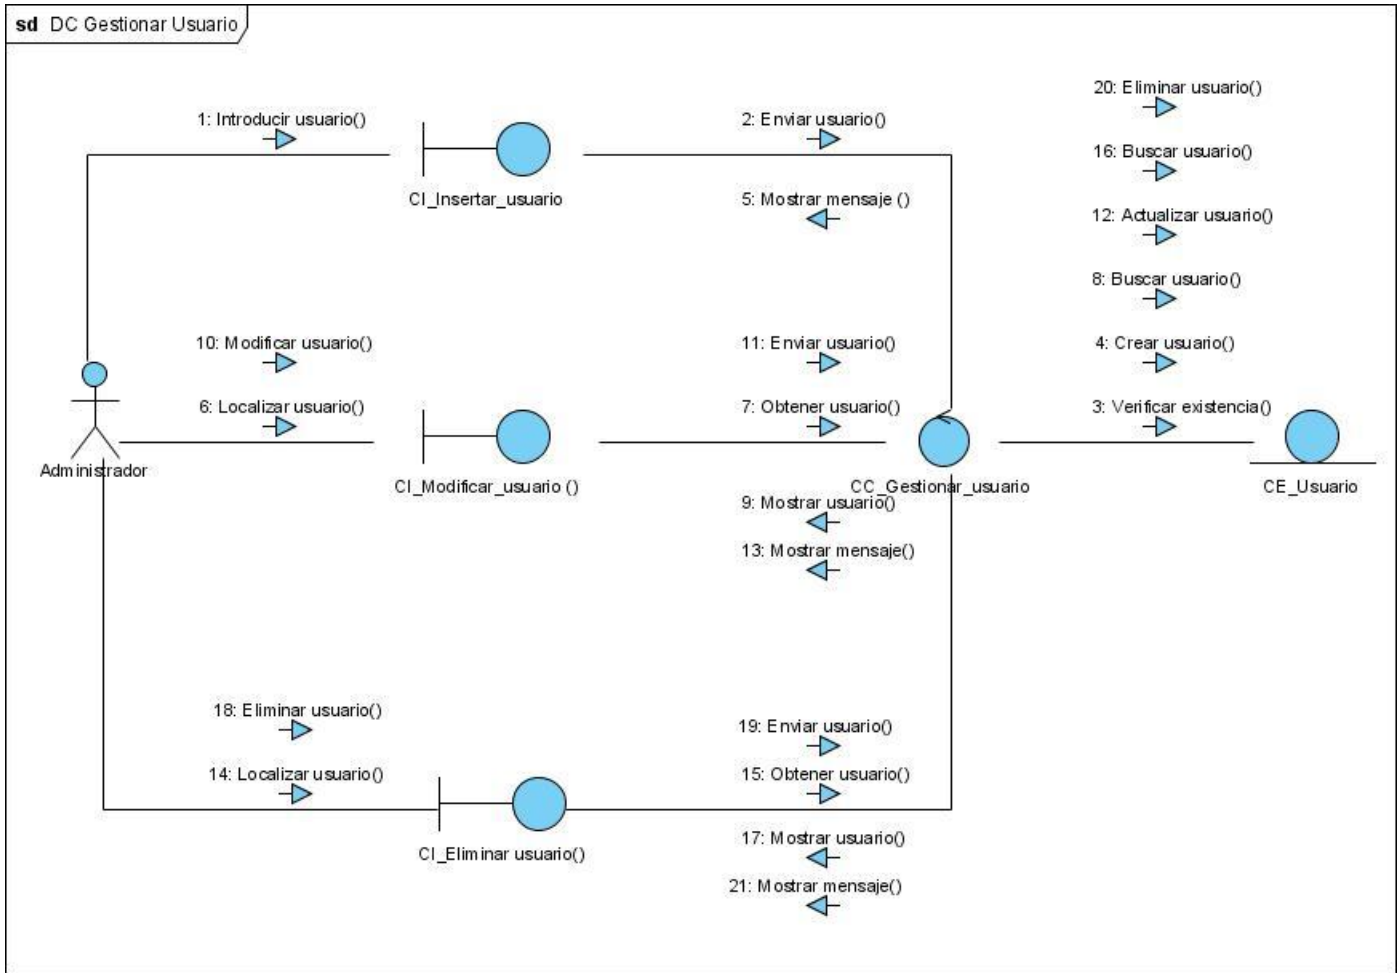 sd DC Gestionar Usuario
20: Eliminar usuario()
1: Introducir usuario()
2: Enviar usuario()
16: Buscar usuario()
CI_Insertar_usuario
5: Mostrar mensaje ()
12: Actualizar usuario()
8: Buscar usuario()
10: Modificar usuario()
11: Enviar usuario()
4: Crear usuario()
6: Localizar usuario()
7: Obtener usuario()
3: Verificar existencia()
Administrador
CI_Modificar_usuario ()
CC_Gestionar_usuario
CE_Usuario
9: Mostrar usuario()
13: Mostrar mensaje()
18: Eliminar usuario()
19: Enviar usuario()
14: Localizar usuario()
15: Obtener usuario()
17: Mostrar usuario()
CI_Eliminar usuario()
21: Mostrar mensaje()